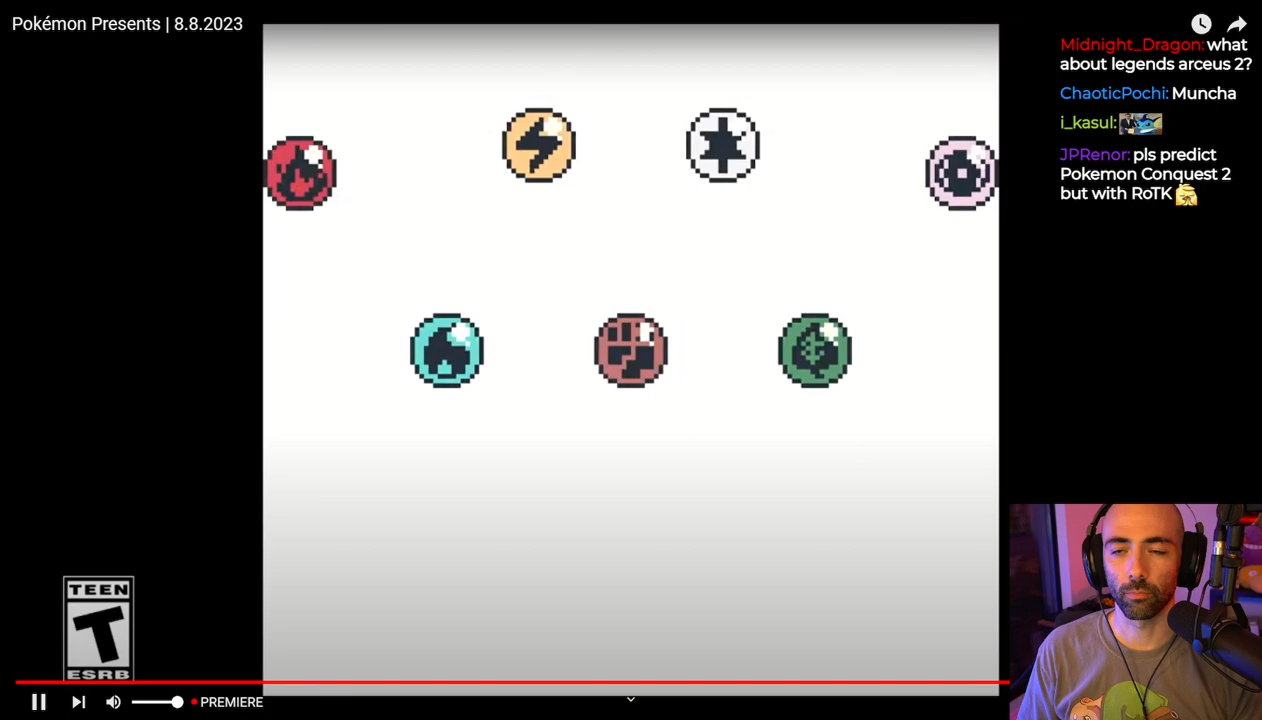 Pokémon Presents | 8.8.2023
Midnight_Dragon: what
about legends arceus 2?
ChaoticPochi: Muncha
i_kasul:
JPRenor: pls predict
Pokemon Conquest 2
but with RoTK
TEEN
T
ESRB
PREMIERE